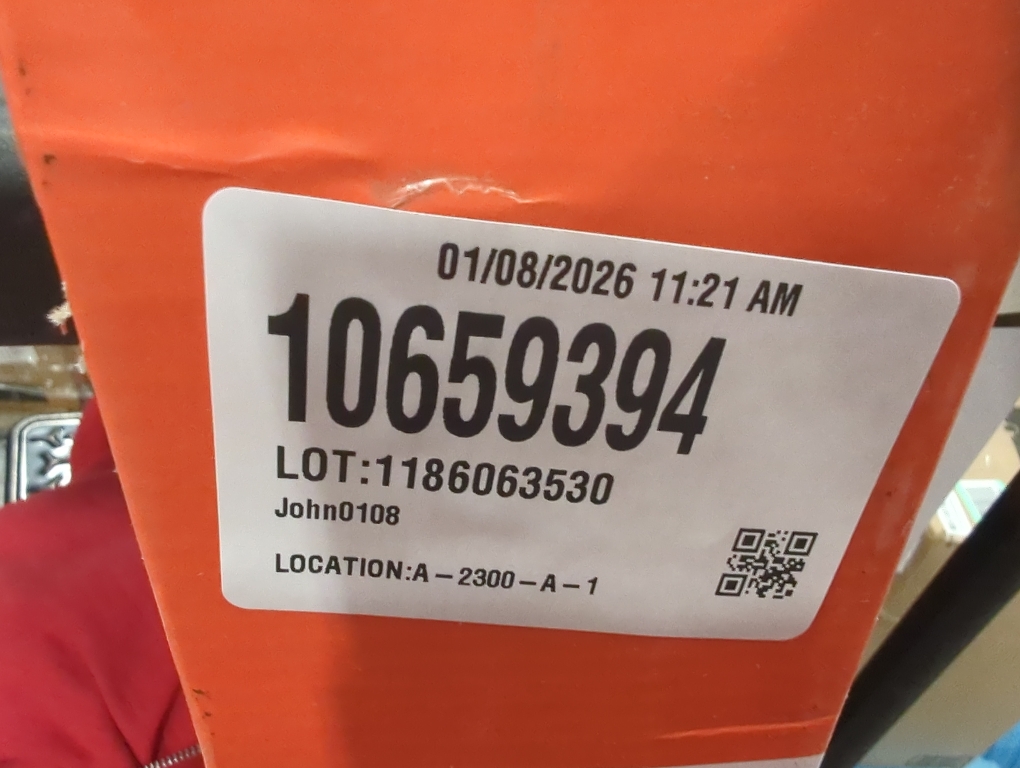 01/08/2026 11:21 AM
10659394
LOT:1186063530
John0108
LOCATION:A-2300-A-1